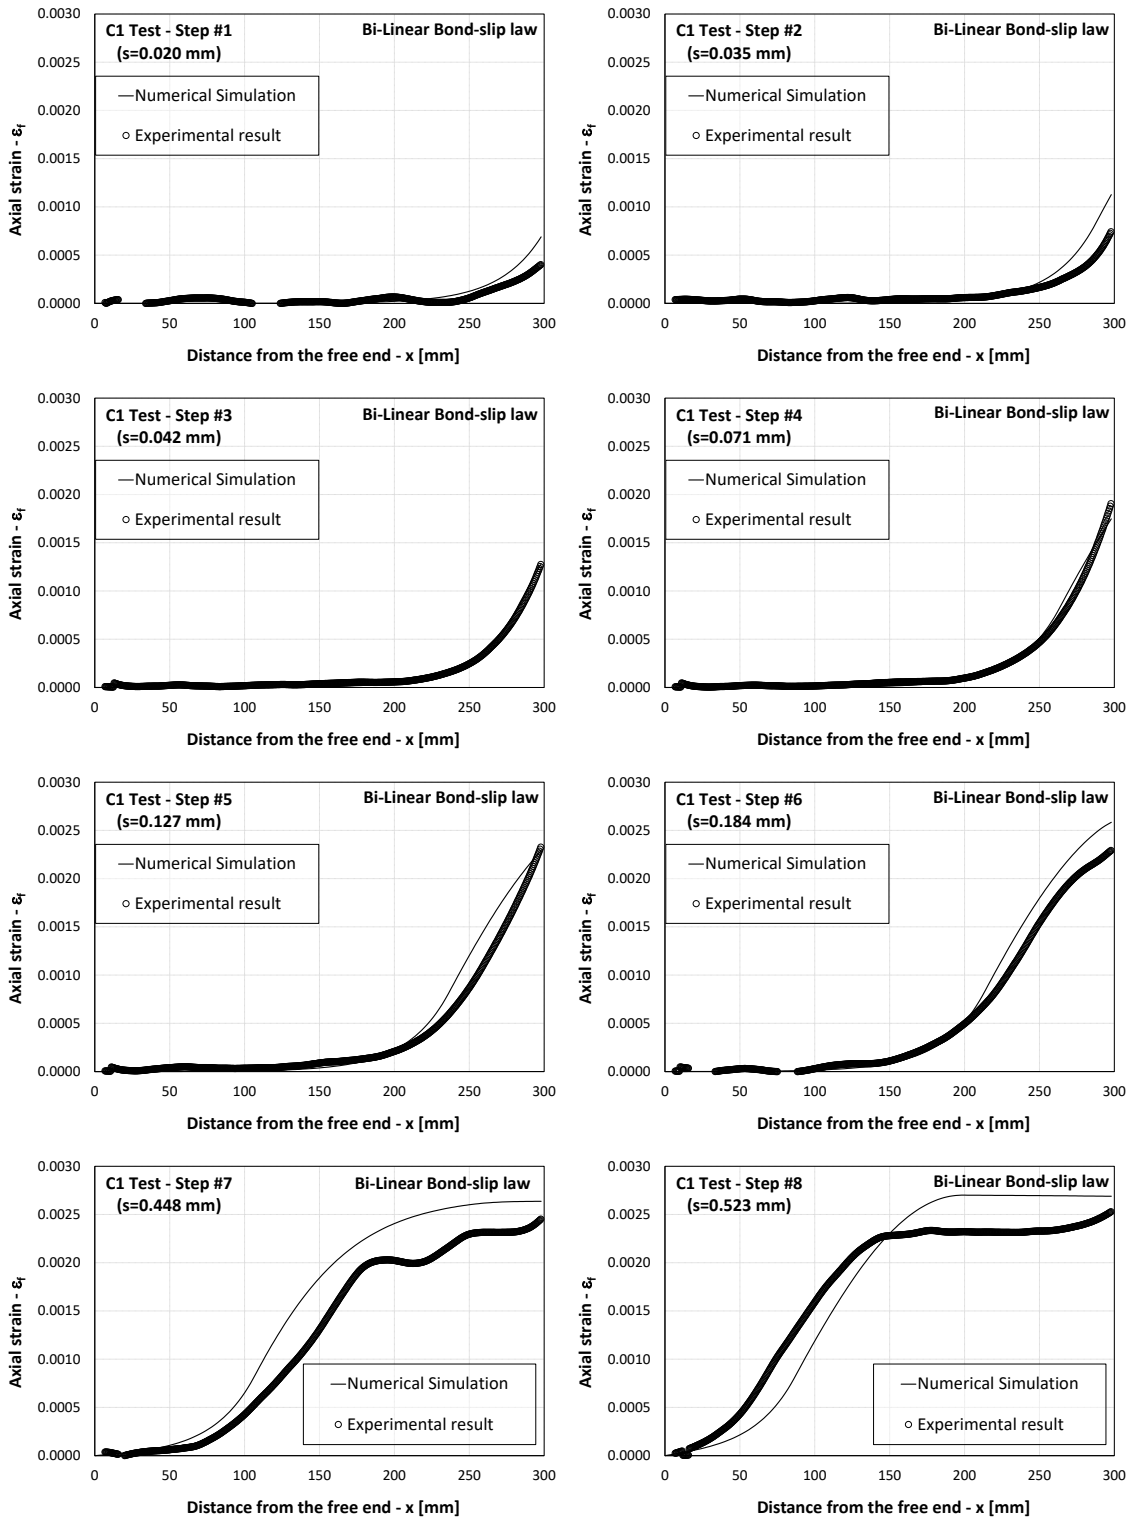 C1 Test - Step #1
(s=0.020 mm)
Bi-Linear Bond-slip law
Numerical Simulation
Experimental result
0.0030
0.0025
0.0020
0.0015
0.0010
0.0005
0.0000
0 50 100 150 200 250 300
Axial strain - εf
Distance from the free end - x [mm]
C1 Test - Step #2
(s=0.035 mm)
Bi-Linear Bond-slip law
Numerical Simulation
Experimental result
0.0030
0.0025
0.0020
0.0015
0.0010
0.0005
0.0000
0 50 100 150 200 250 300
Axial strain - εf
Distance from the free end - x [mm]
C1 Test - Step #3
(s=0.042 mm)
Bi-Linear Bond-slip law
Numerical Simulation
Experimental result
0.0030
0.0025
0.0020
0.0015
0.0010
0.0005
0.0000
0 50 100 150 200 250 300
Axial strain - εf
Distance from the free end - x [mm]
C1 Test - Step #4
(s=0.071 mm)
Bi-Linear Bond-slip law
Numerical Simulation
Experimental result
0.0030
0.0025
0.0020
0.0015
0.0010
0.0005
0.0000
0 50 100 150 200 250 300
Axial strain - εf
Distance from the free end - x [mm]
C1 Test - Step #5
(s=0.127 mm)
Bi-Linear Bond-slip law
Numerical Simulation
Experimental result
0.0030
0.0025
0.0020
0.0015
0.0010
0.0005
0.0000
0 50 100 150 200 250 300
Axial strain - εf
Distance from the free end - x [mm]
C1 Test - Step #6
(s=0.184 mm)
Bi-Linear Bond-slip law
Numerical Simulation
Experimental result
0.0030
0.0025
0.0020
0.0015
0.0010
0.0005
0.0000
0 50 100 150 200 250 300
Axial strain - εf
Distance from the free end - x [mm]
C1 Test - Step #7
(s=0.448 mm)
Bi-Linear Bond-slip law
Numerical Simulation
Experimental result
0.0030
0.0025
0.0020
0.0015
0.0010
0.0005
0.0000
0 50 100 150 200 250 300
Axial strain - εf
Distance from the free end - x [mm]
C1 Test - Step #8
(s=0.523 mm)
Bi-Linear Bond-slip law
Numerical Simulation
Experimental result
0.0030
0.0025
0.0020
0.0015
0.0010
0.0005
0.0000
0 50 100 150 200 250 300
Axial strain - εf
Distance from the free end - x [mm]